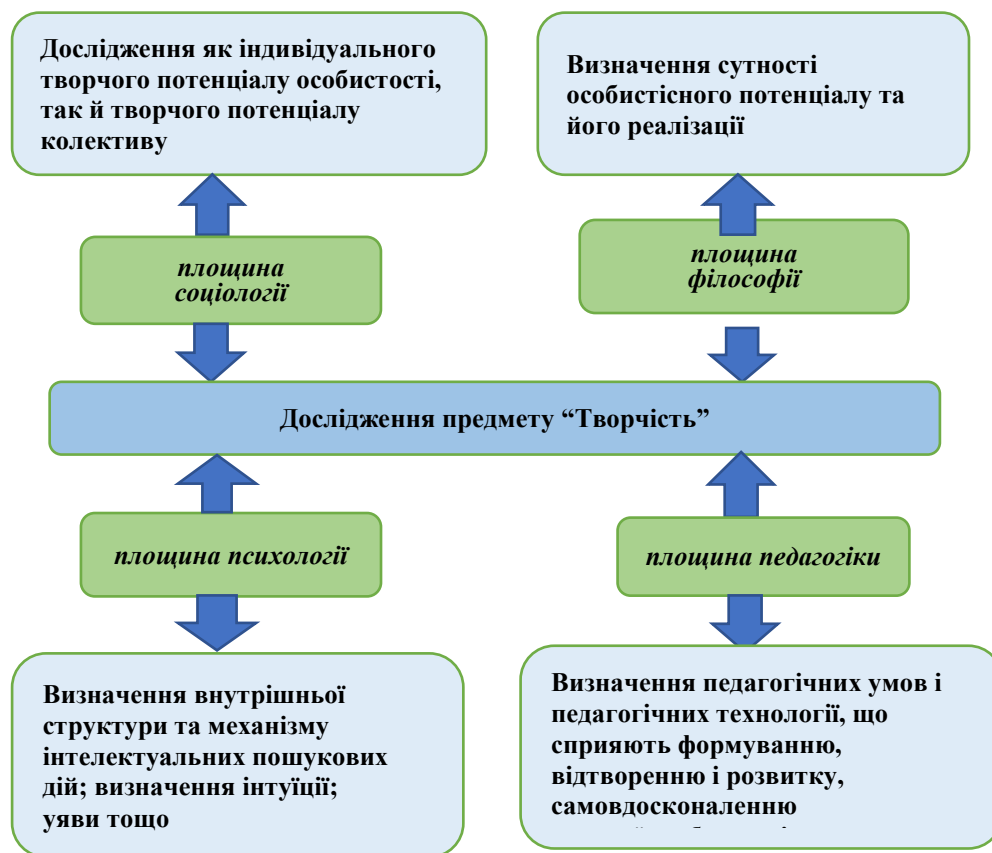 Дослідження як індивідуального
творчого потенціалу особистості,
так й творчого потенціалу
колективу
Визначення сутності
особистісного потенціалу та
його реалізації
площина
соціології
площина
філософії
Дослідження предмету “Творчість”
площина психології
площина педагогіки
Визначення внутрішньої
структури та механізму
інтелектуальних пошукових
дій; визначення інтуїції;
уяви тощо
Визначення педагогічних умов і
педагогічних технології, що
сприяють формуванню,
відтворенню і розвитку,
самовдосконаленню